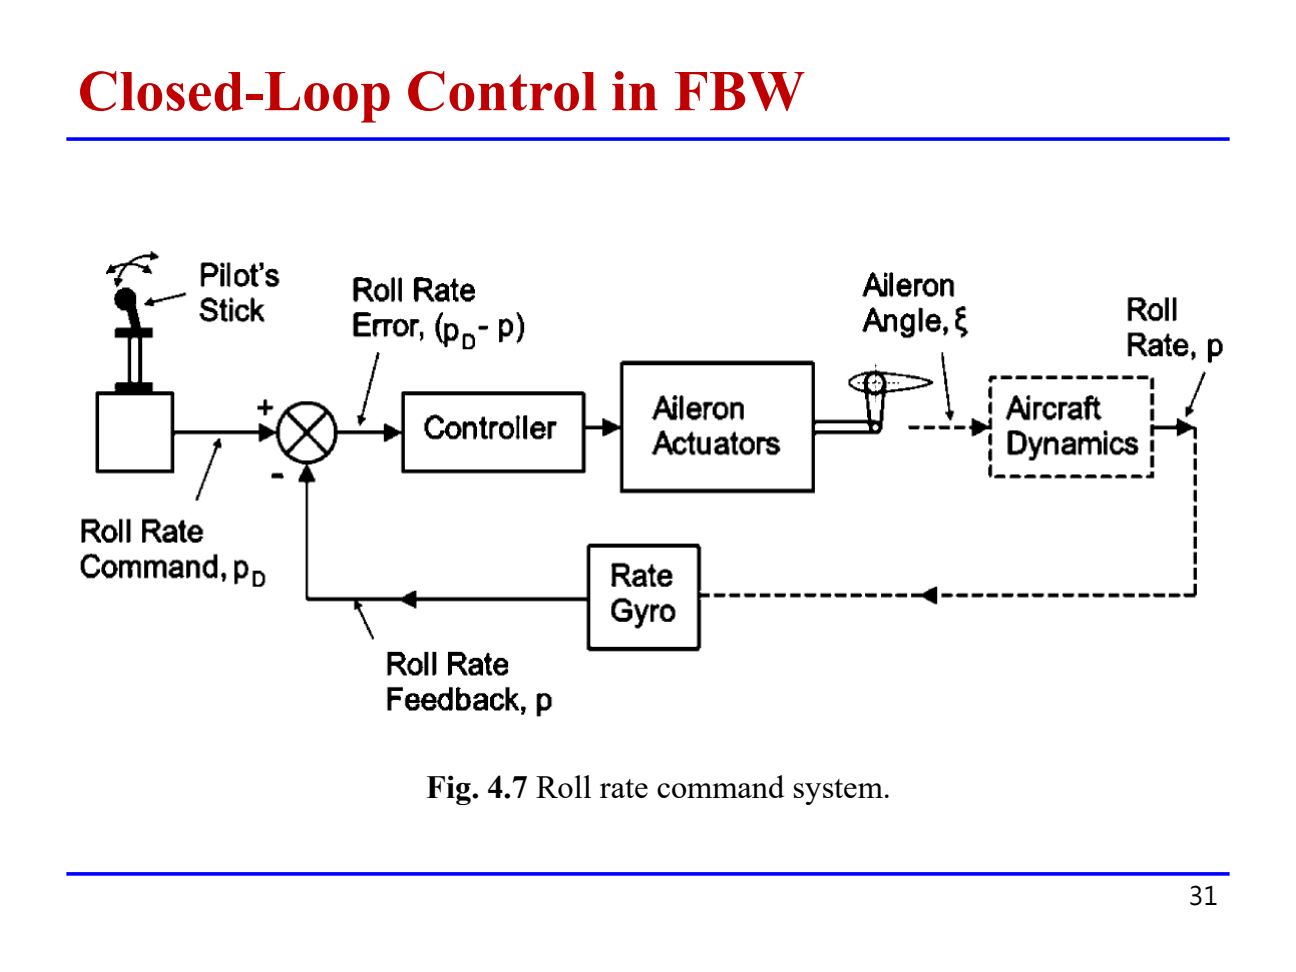 Closed-Loop Control in FBW
Pilot's
Stick
Roll Rate
Error, (pD - p)
Aileron
Angle, ξ
Roll
Rate, p
+
-
Controller
Aileron
Actuators
Aircraft
Dynamics
Roll Rate
Command, pD
Rate
Gyro
Roll Rate
Feedback, p
Fig. 4.7 Roll rate command system.
31